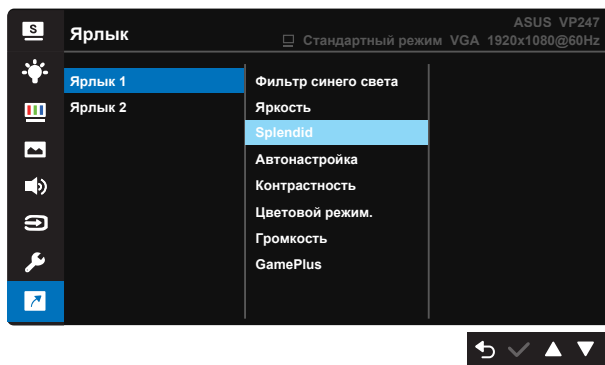 S
Ярлык
ASUS VP247
Стандартный режим VGA 1920x1080@60Hz
Ярлык 1
Ярлык 2
Фильтр синего света
Яркость
Splendid
Автонастройка
Контрастность
Цветовой режим.
Громкость
GamePlus